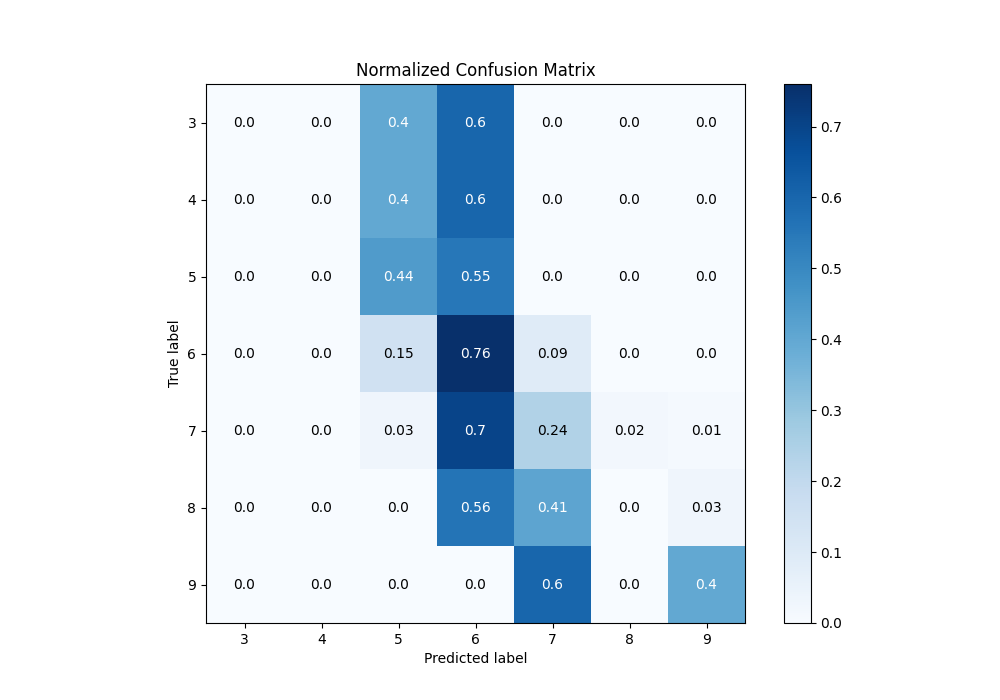 Normalized Confusion Matrix
3 0.0 0.0 0.4 0.6 0.0 0.0 0.0
4 0.0 0.0 0.4 0.6 0.0 0.0 0.0
5 0.0 0.0 0.44 0.55 0.0 0.0 0.0
6 0.0 0.0 0.15 0.76 0.09 0.0 0.0
7 0.0 0.0 0.03 0.7 0.24 0.02 0.01
8 0.0 0.0 0.0 0.56 0.41 0.0 0.03
9 0.0 0.0 0.0 0.0 0.6 0.0 0.4
3 4 5 6 7 8 9
True label
Predicted label
0.7
0.6
0.5
0.4
0.3
0.2
0.1
0.0